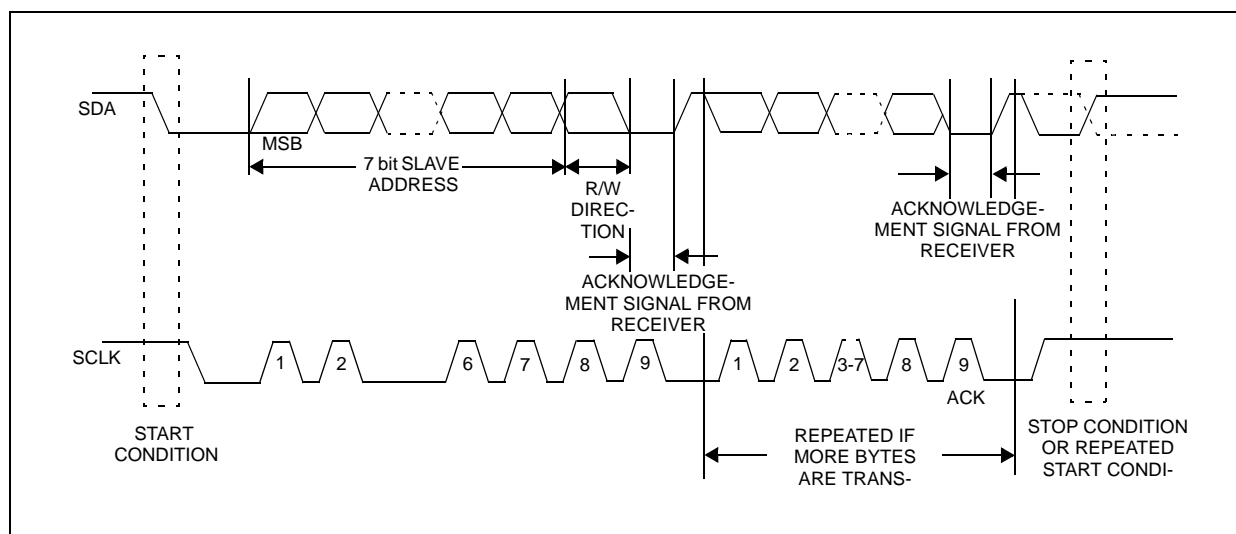 SDA
MSB
7 bit SLAVE
ADDRESS
R/W
DIREC-
TION
ACKNOWLEDGE-
MENT SIGNAL FROM
RECEIVER
ACKNOWLEDGE-
MENT SIGNAL FROM
RECEIVER
SCLK
1 2 6 7 8 9 1 2 3-7 8 9
ACK
START
CONDITION
REPEATED IF
MORE BYTES
ARE TRANS-
STOP CONDITION
OR REPEATED
START CONDI-